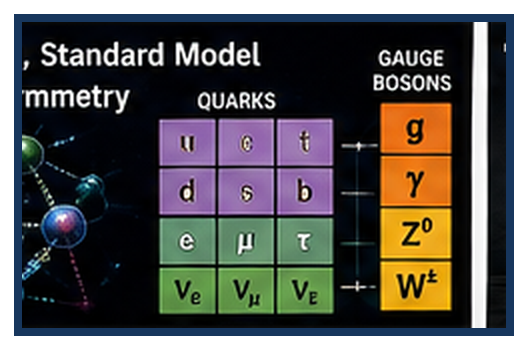 , Standard Model
mmetry
QUARKS
GAUGE
BOSONS
u c t
d s b
e μ τ
Ve Vμ VE
g
γ
Z⁰
W±